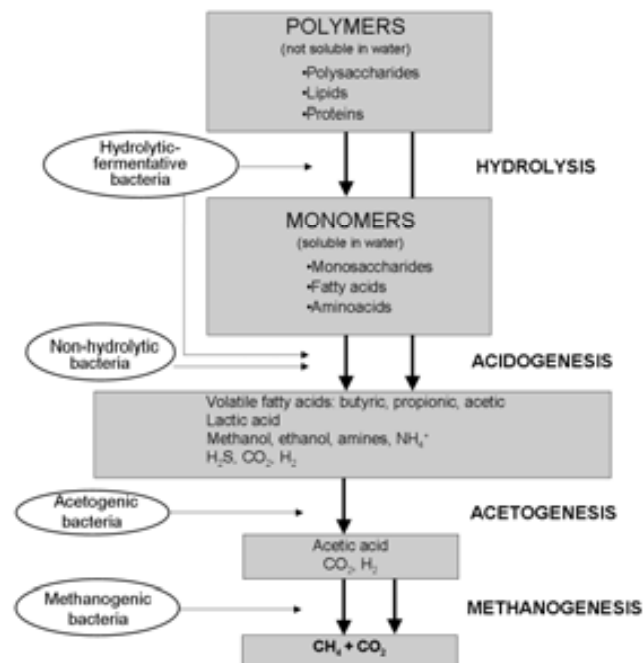 POLYMERS
(not soluble in water)
•Polysaccharides
•Lipids
•Proteins
Hydrolytic-
fermentative
bacteria
HYDROLYSIS
MONOMERS
(soluble in water)
•Monosaccharides
•Fatty acids
•Aminoacids
Non-hydrolytic
bacteria
ACIDOGENESIS
Volatile fatty acids: butyric, propionic, acetic
Lactic acid
Methanol, ethanol, amines, NH₄⁺
H₂S, CO₂, H₂
Acetogenic
bacteria
ACETOGENESIS
Acetic acid
CO₂, H₂
Methanogenic
bacteria
METHANOGENESIS
CH₄ + CO₂